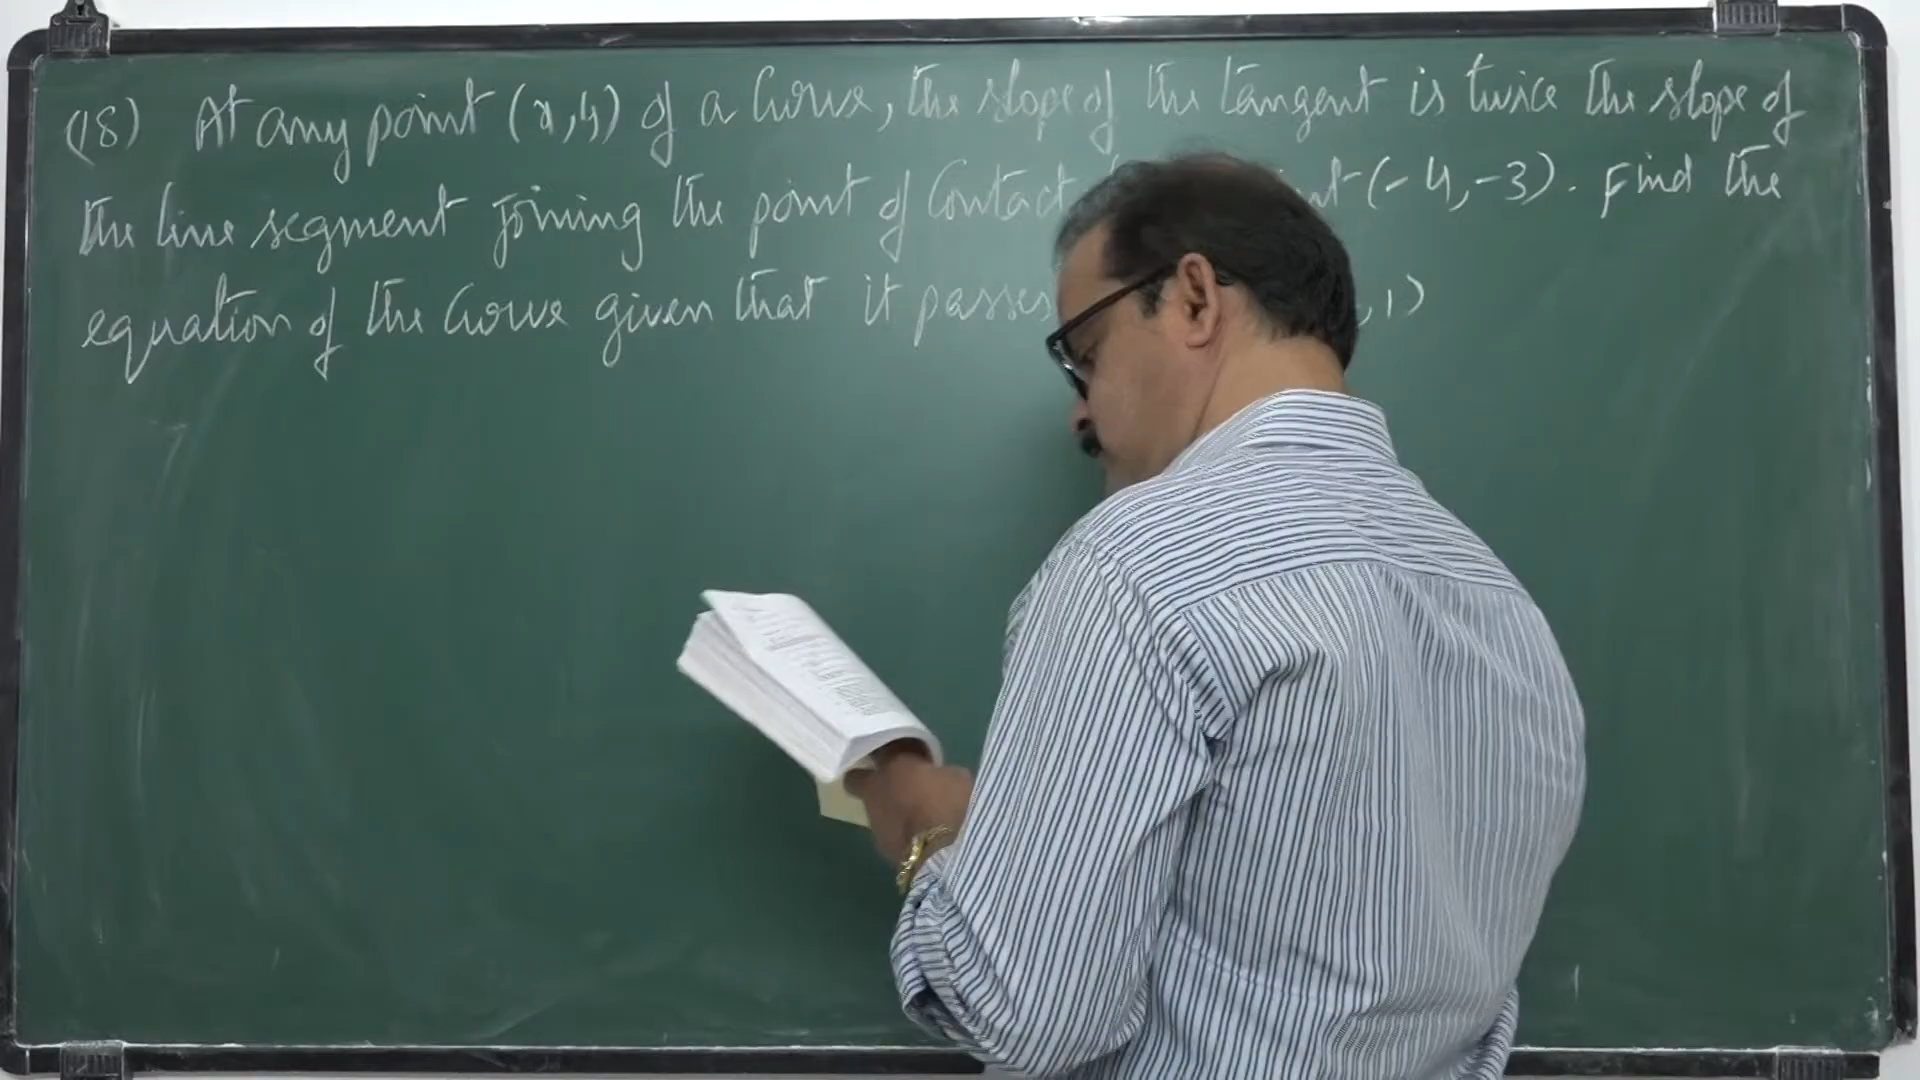 (18) At any point (x,y) of a Curve, the slope of the tangent is twice the slope of
the line segment joining the point of Contact (-4,-3). Find the
equation of the Curve given that it passes ,1)